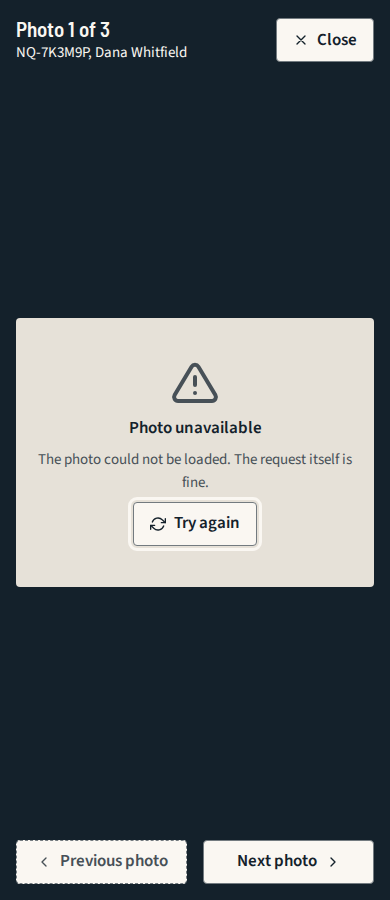 Photo 1 of 3
NQ-7K3M9P, Dana Whitfield
Close
Photo unavailable
The photo could not be loaded. The request itself is
fine.
Try again
Previous photo
Next photo